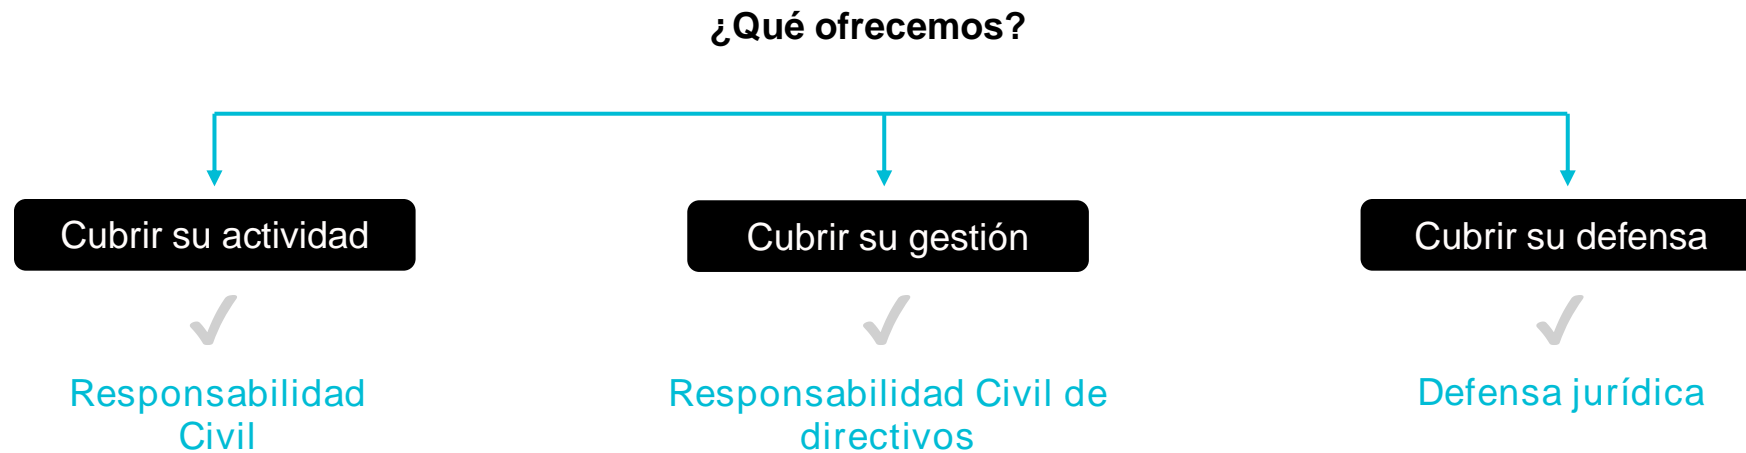 ¿Qué ofrecemos?
Cubrir su actividad
Cubrir su gestión
Cubrir su defensa
Responsabilidad
Civil
Responsabilidad Civil de
directivos
Defensa jurídica